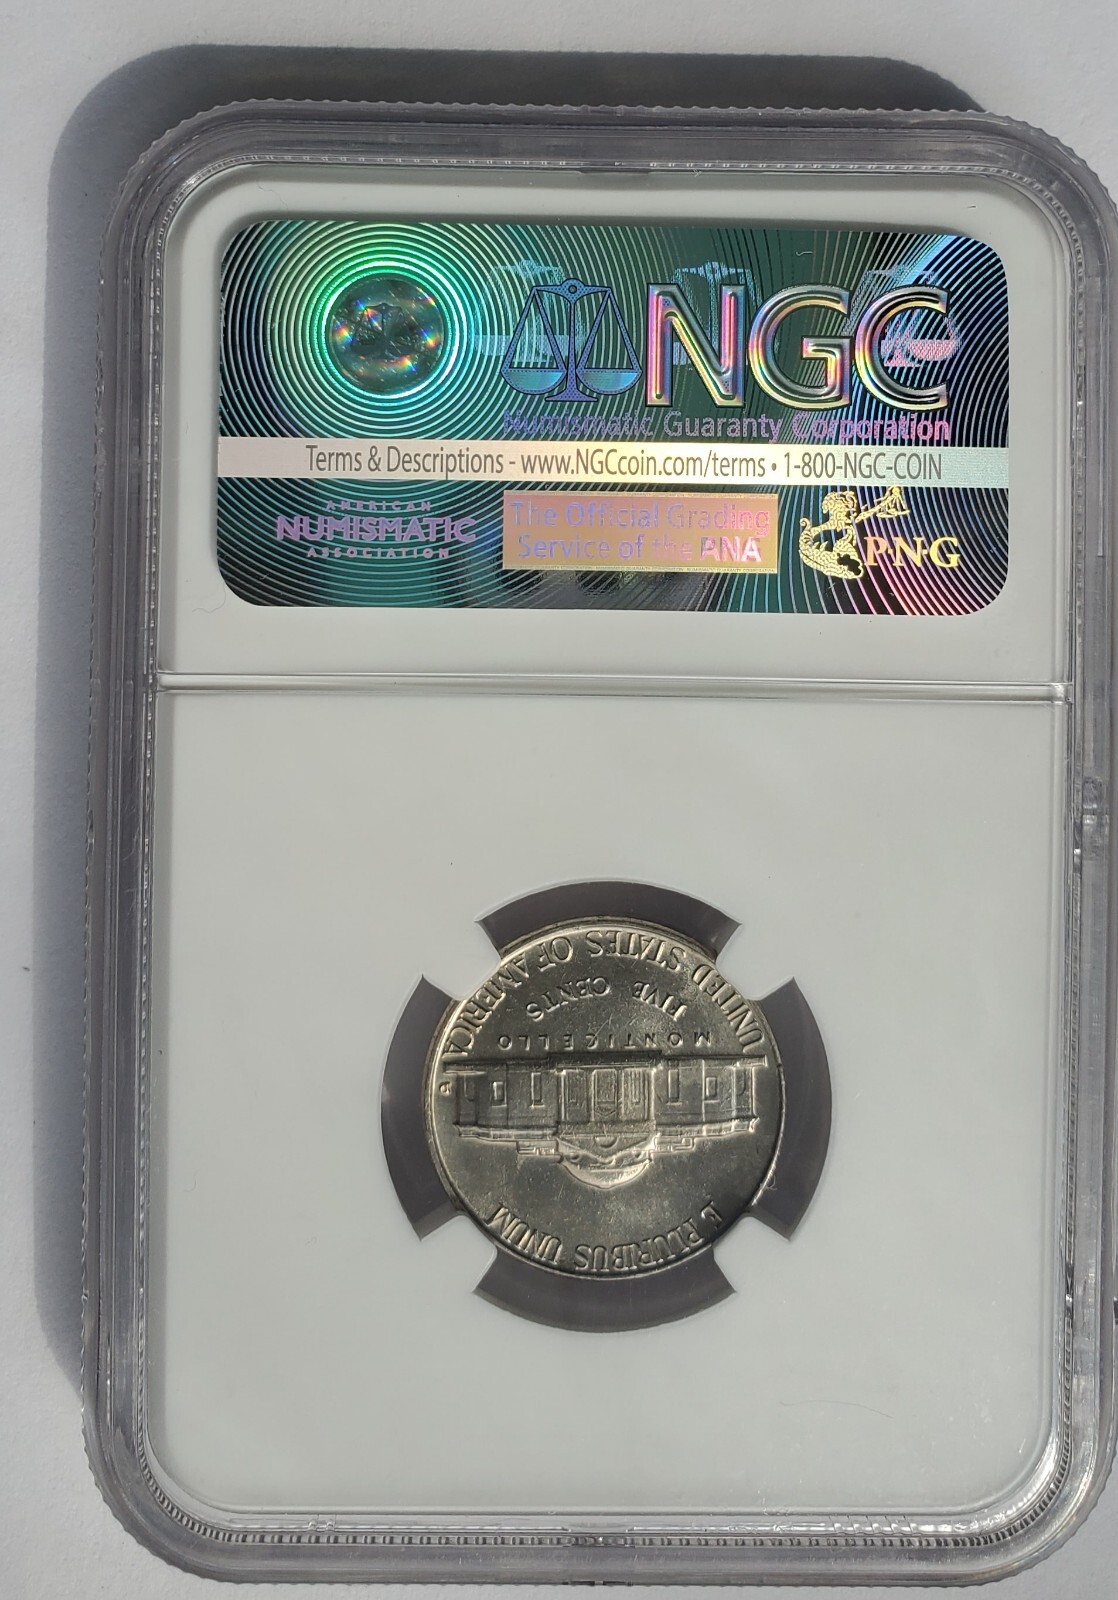 NGC
Numismatic Guaranty Corporation
Terms & Descriptions - www.NGCcoin.com/terms • 1-800-NGC-COIN
AMERICAN
NUMISMATIC
ASSOCIATION
The Official Grading
Service of the ANA
P·N·G
UNITED STATES OF AMERICA
FIVE CENTS
MONTICELLO
E PLURIBUS UNUM